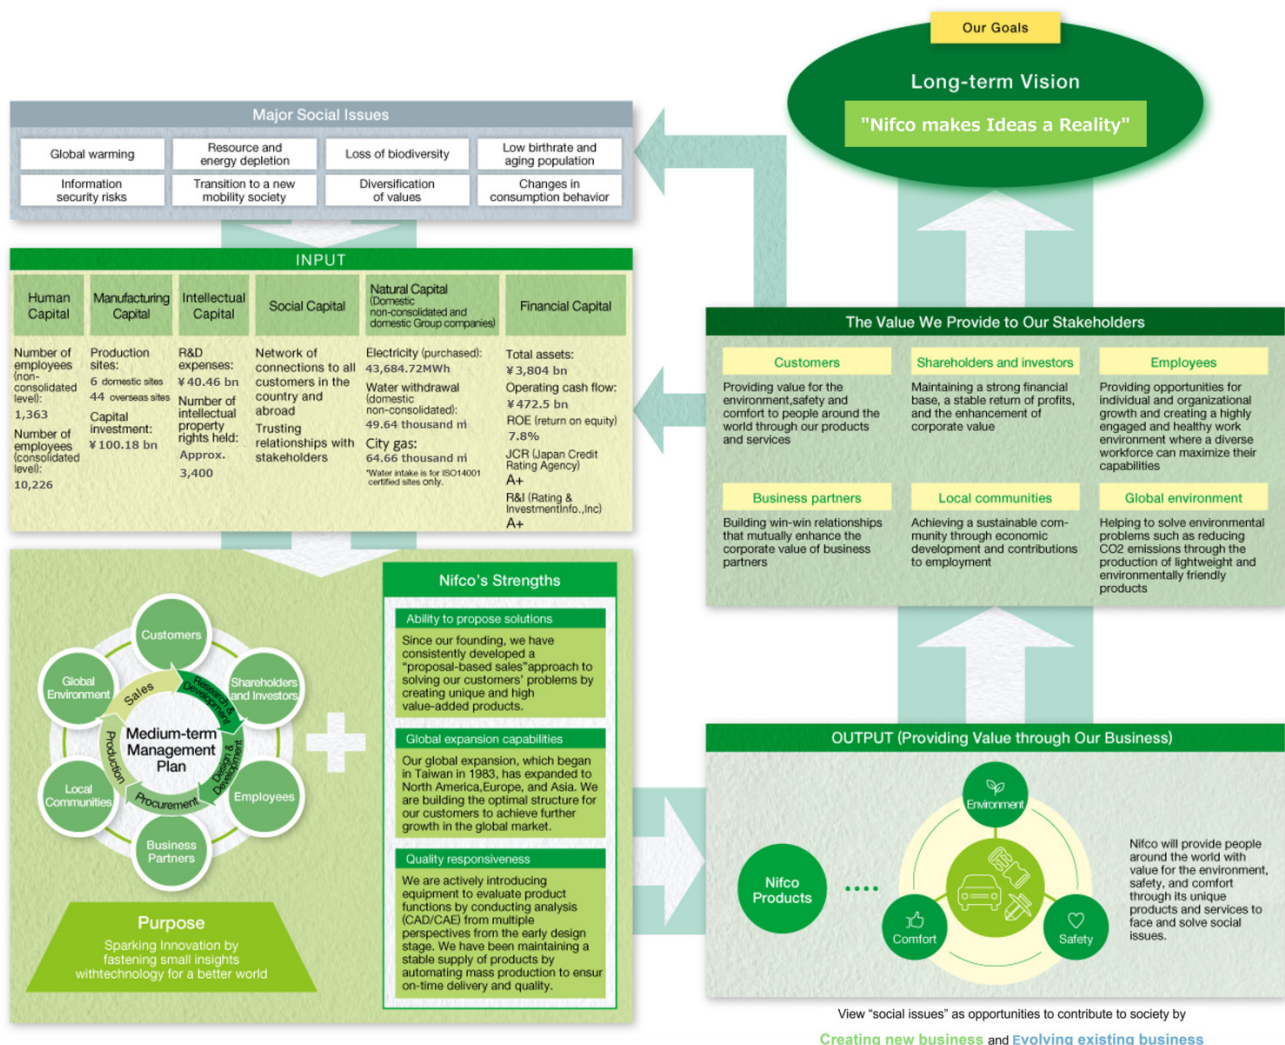 Our Goals
Long-term Vision
"Nifco makes Ideas a Reality"
Major Social Issues
Global warming
Resource and
energy depletion
Loss of biodiversity
Low birthrate and
aging population
Information
security risks
Transition to a new
mobility society
Diversification
of values
Changes in
consumption behavior
INPUT
Human
Capital
Number of
employees
(non-
consolidated
level):
1,363
Number of
employees
(consolidated
level):
10,226
Manufacturing
Capital
Production
sites:
6 domestic sites
44 overseas sites
Capital
investment:
¥100.18 bn
Intellectual
Capital
R&D
expenses:
¥40.46 bn
Number of
intellectual
property
rights held:
Approx.
3,400
Social Capital
Network of
connections to all
customers in the
country and
abroad
Trusting
relationships with
stakeholders
Natural Capital
(Domestic
non-consolidated and
domestic Group companies)
Electricity (purchased):
43,684.72MWh
Water withdrawal
(domestic
non-consolidated):
49.64 thousand ㎥
City gas:
64.66 thousand ㎥
*Water intake is for ISO14001
certified sites only.
Financial Capital
Total assets:
¥3,804 bn
Operating cash flow:
¥472.5 bn
ROE (return on equity)
7.8%
JCR (Japan Credit
Rating Agency)
A+
R&I (Rating &
InvestmentInfo.,Inc)
A+
The Value We Provide to Our Stakeholders
Customers
Providing value for the
environment,safety and
comfort to people around the
world through our products
and services
Shareholders and investors
Maintaining a strong financial
base, a stable return of profits,
and the enhancement of
corporate value
Employees
Providing opportunities for
individual and organizational
growth and creating a highly
engaged and healthy work
environment where a diverse
workforce can maximize their
capabilities
Business partners
Building win-win relationships
that mutually enhance the
corporate value of business
partners
Local communities
Achieving a sustainable com-
munity through economic
development and contributions
to employment
Global environment
Helping to solve environmental
problems such as reducing
CO2 emissions through the
production of lightweight and
environmentally friendly
products
Customers
Shareholders
and Investors
Employees
Business
Partners
Local
Communities
Global
Environment
Sales
Research &
Development
Design &
Development
Procurement
Production
Medium-term
Management
Plan
Purpose
Sparking Innovation by
fastening small insights
withtechnology for a better world
Nifco's Strengths
Ability to propose solutions
Since our founding, we have
consistently developed a
"proposal-based sales"approach to
solving our customers' problems by
creating unique and high
value-added products.
Global expansion capabilities
Our global expansion, which began
in Taiwan in 1983, has expanded to
North America,Europe, and Asia. We
are building the optimal structure for
our customers to achieve further
growth in the global market.
Quality responsiveness
We are actively introducing
equipment to evaluate product
functions by conducting analysis
(CAD/CAE) from multiple
perspectives from the early design
stage. We have been maintaining a
stable supply of products by
automating mass production to ensure
on-time delivery and quality.
OUTPUT (Providing Value through Our Business)
Nifco
Products
Environment
Comfort
Safety
Nifco will provide people
around the world with
value for the environment,
safety, and comfort
through its unique
products and services to
face and solve social
issues.
View "social issues" as opportunities to contribute to society by
Creating new business and Evolving existing business